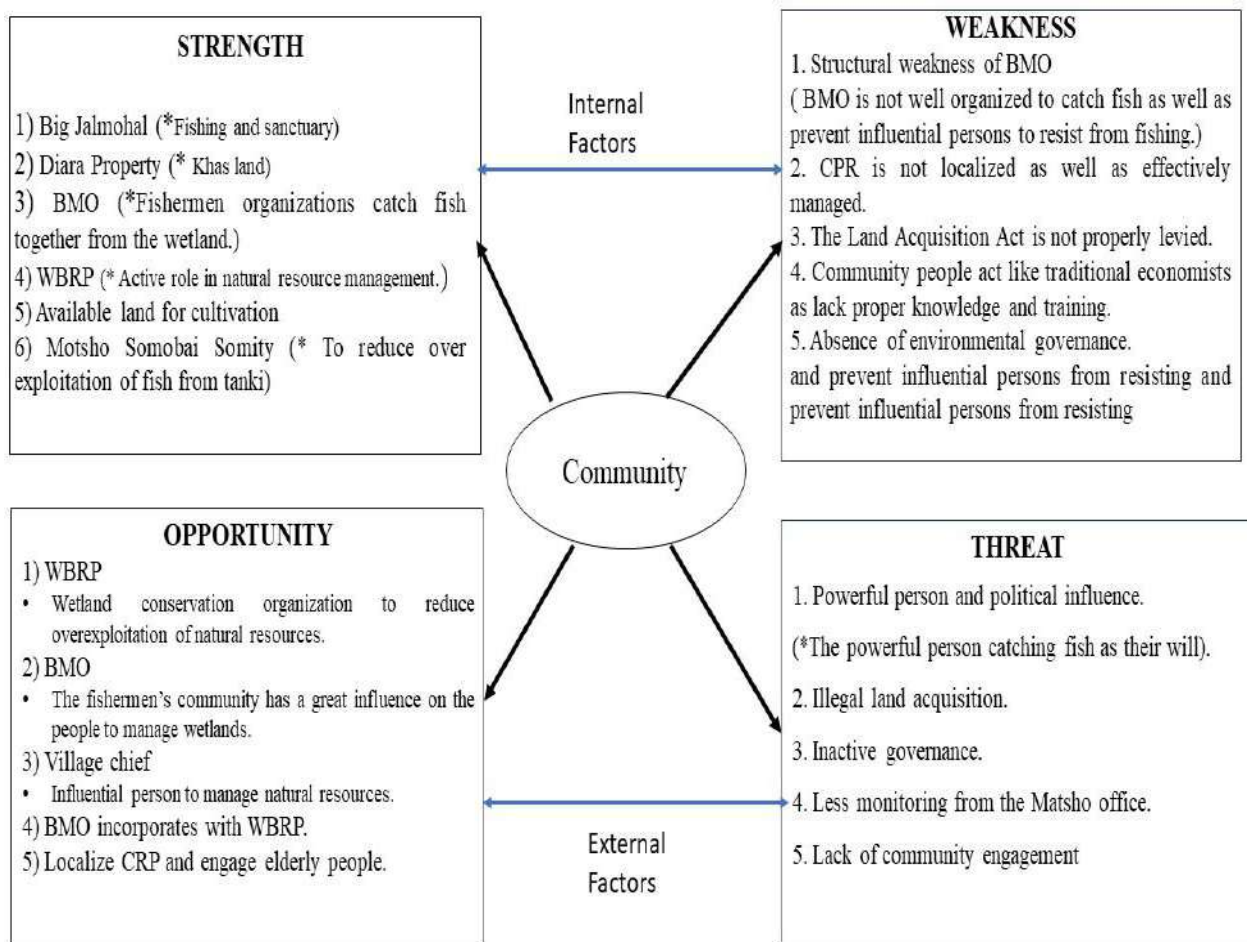 STRENGTH
1) Big Jalmohal (*Fishing and sanctuary)
2) Diara Property (* Khas land)
3) BMO (*Fishermen organizations catch fish
together from the wetland.)
4) WBRP (* Active role in natural resource management.)
5) Available land for cultivation
6) Motsho Somobai Somity (* To reduce over
exploitation of fish from tanki)
Internal
Factors
WEAKNESS
1. Structural weakness of BMO
( BMO is not well organized to catch fish as well as
prevent influential persons to resist from fishing.)
2. CPR is not localized as well as effectively
managed.
3. The Land Acquisition Act is not properly levied.
4. Community people act like traditional economists
as lack proper knowledge and training.
5. Absence of environmental governance.
and prevent influential persons from resisting and
prevent influential persons from resisting
Community
OPPORTUNITY
1) WBRP
• Wetland conservation organization to reduce
overexploitation of natural resources.
2) BMO
• The fishermen's community has a great influence on the
people to manage wetlands.
3) Village chief
• Influential person to manage natural resources.
4) BMO incorporates with WBRP.
5) Localize CRP and engage elderly people.
External
Factors
THREAT
1. Powerful person and political influence.
(*The powerful person catching fish as their will).
2. Illegal land acquisition.
3. Inactive governance.
4. Less monitoring from the Matsho office.
5. Lack of community engagement